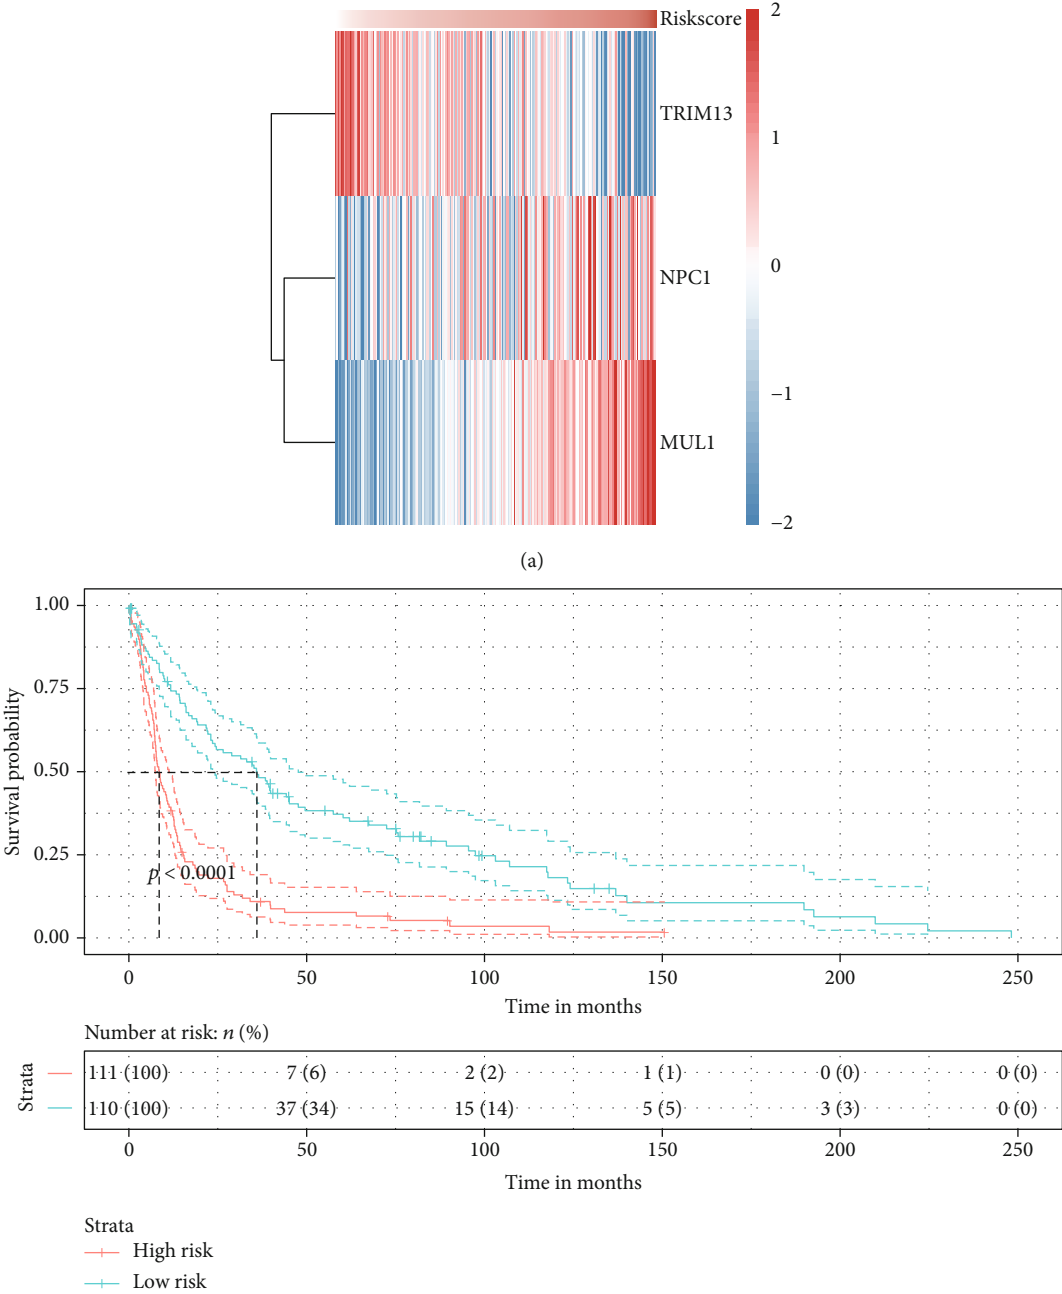 Riskscore
TRIM13
NPC1
MUL1
2
1
0
−1
−2
(a)
1.00
0.75
0.50
0.25
0.00
Survival probability
p < 0.0001
0 50 100 150 200 250
Time in months
Number at risk: n (%)
Strata
111 (100) 7 (6) 2 (2) 1 (1) 0 (0) 0 (0)
110 (100) 37 (34) 15 (14) 5 (5) 3 (3) 0 (0)
0 50 100 150 200 250
Time in months
Strata
High risk
Low risk